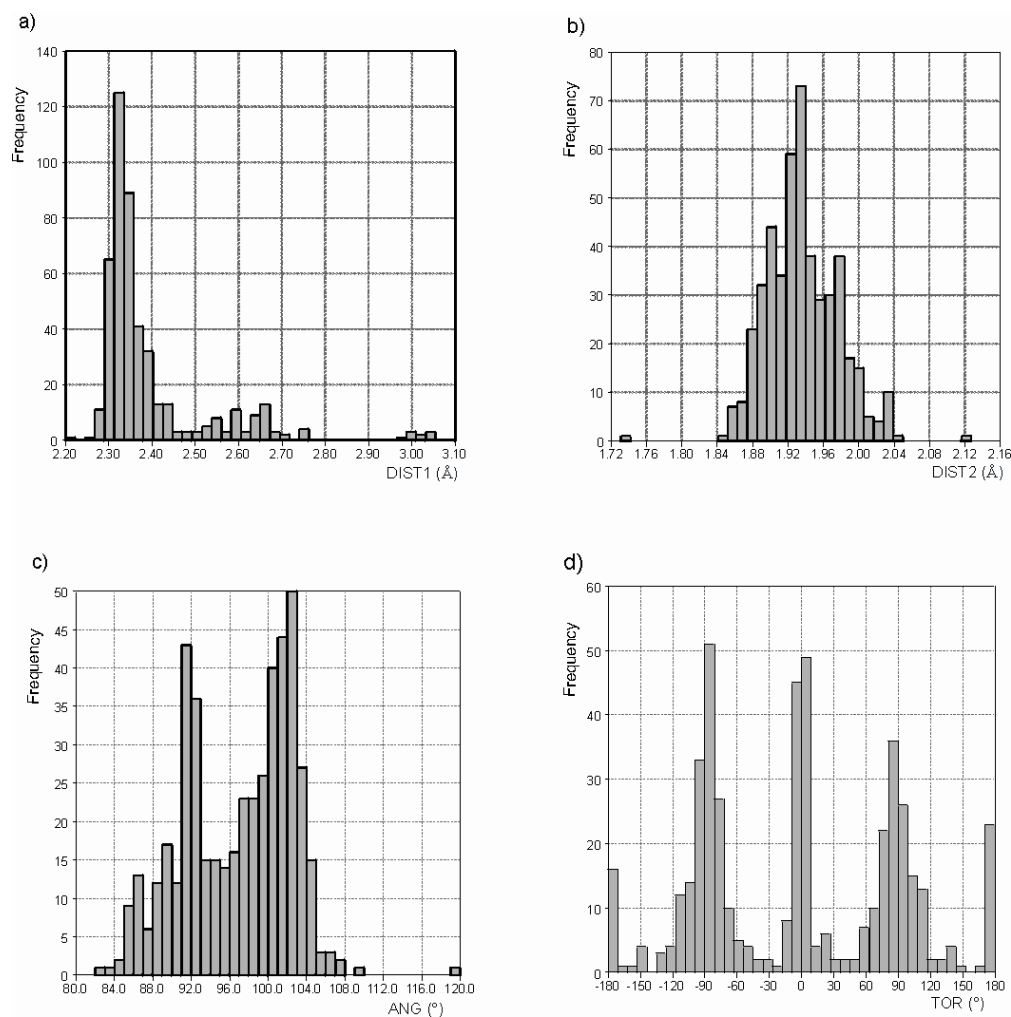 a)
Frequency
140
120
100
80
60
40
20
0
2.20 2.30 2.40 2.50 2.60 2.70 2.80 2.90 3.00 3.10
DIST1 (Å)
b)
Frequency
80
70
60
50
40
30
20
10
0
1.72 1.76 1.80 1.84 1.88 1.92 1.96 2.00 2.04 2.08 2.12 2.16
DIST2 (Å)
c)
Frequency
50
45
40
35
30
25
20
15
10
5
0
80.0 84.0 88.0 92.0 96.0 100.0 104.0 108.0 112.0 116.0 120.0
ANG (°)
d)
Frequency
60
50
40
30
20
10
0
-180 -150 -120 -90 -60 -30 0 30 60 90 120 150 180
TOR (°)